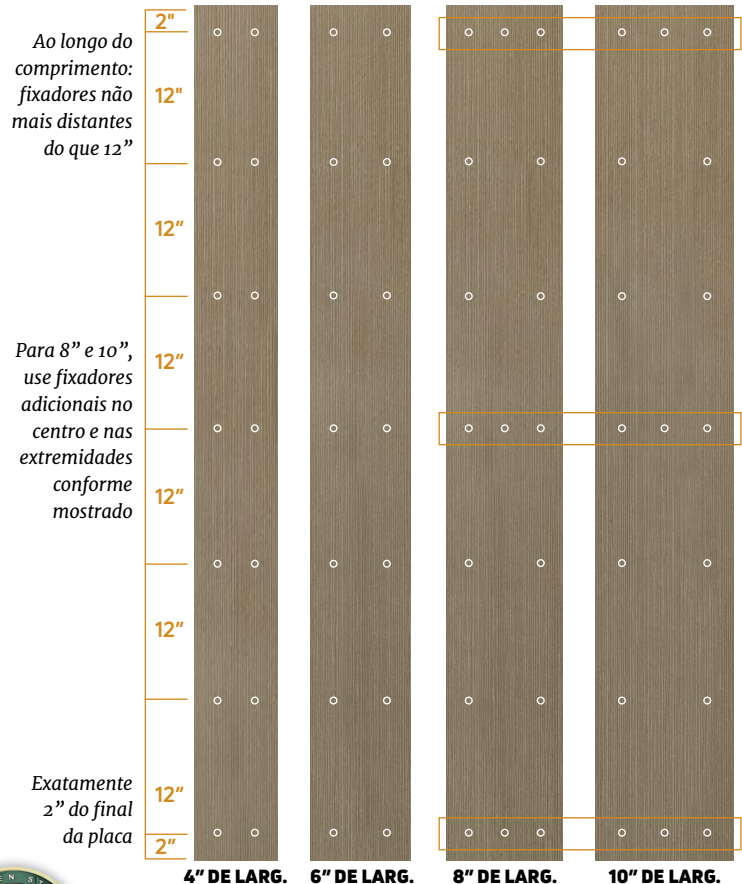 Ao longo do
comprimento:
fixadores não
mais distantes
do que 12”
Para 8” e 10”,
use fixadores
adicionais no
centro e nas
extremidades
conforme
mostrado
Exatamente
2” do final
da placa
2"
12"
12”
12”
12”
12”
12”
2”
4” DE LARG.
6” DE LARG.
8” DE LARG.
10” DE LARG.